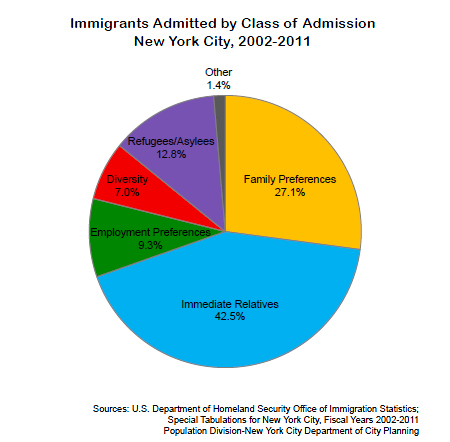 Immigrants Admitted by Class of Admission
New York City, 2002-2011
Other
1.4%
Refugees/Asylees
12.8%
Family Preferences
27.1%
Diversity
7.0%
Employment Preferences
9.3%
Immediate Relatives
42.5%
Sources: U.S. Department of Homeland Security Office of Immigration Statistics;
Special Tabulations for New York City, Fiscal Years 2002-2011
Population Division-New York City Department of City Planning